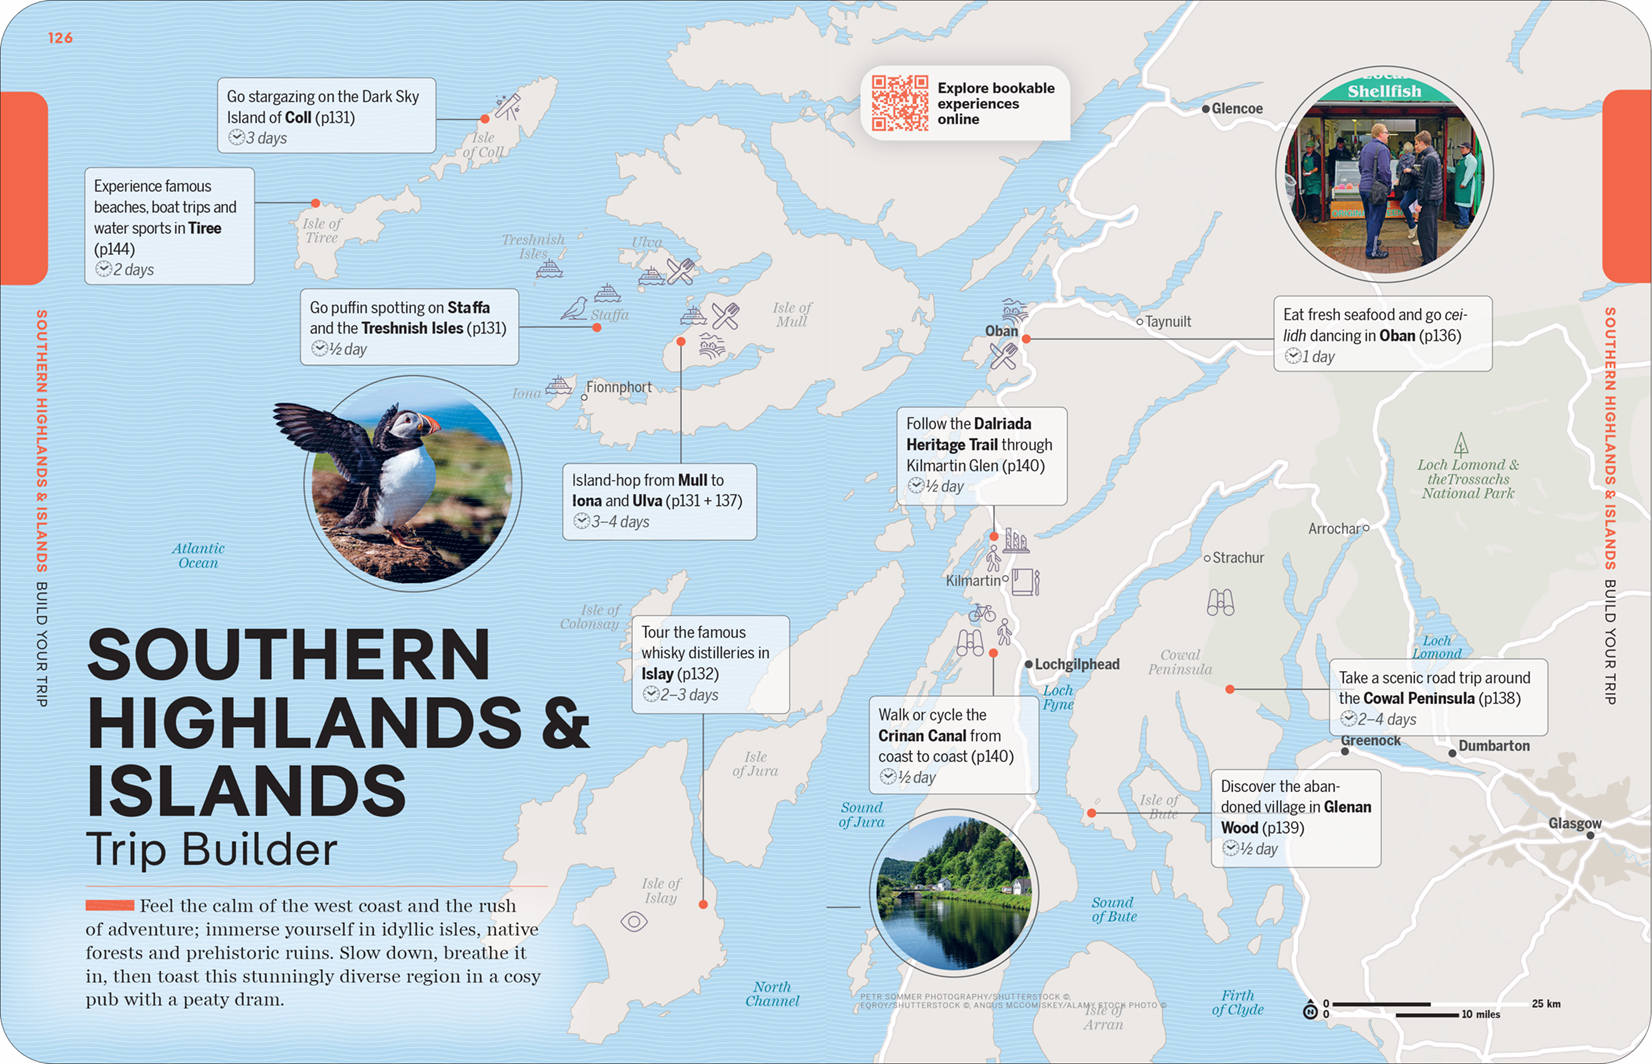 126
Go stargazing on the Dark Sky
Island of Coll (p131)
3 days
Isle
of Coll
Experience famous
beaches, boat trips and
water sports in Tiree
(p144)
2 days
Isle of
Tiree
Explore bookable
experiences
online
Glencoe
Local
Shellfish
Treshnish
Isles
Ulva
Go puffin spotting on Staffa
and the Treshnish Isles (p131)
½ day
Staffa
Isle of
Mull
Oban
Taynuilt
Eat fresh seafood and go cei-
lidh dancing in Oban (p136)
1 day
Iona
Fionnphort
Follow the Dalriada
Heritage Trail through
Kilmartin Glen (p140)
½ day
Island-hop from Mull to
Iona and Ulva (p131 + 137)
3–4 days
Loch Lomond &
theTrossachs
National Park
Arrochar
Strachur
Kilmartin
Atlantic
Ocean
Isle of
Colonsay
Tour the famous
whisky distilleries in
Islay (p132)
2–3 days
Lochgilphead
Cowal
Peninsula
Loch
Lomond
Loch
Fyne
Take a scenic road trip around
the Cowal Peninsula (p138)
2–4 days
Walk or cycle the
Crinan Canal from
coast to coast (p140)
½ day
Greenock
Dumbarton
Isle
of Jura
Sound
of Jura
Isle of
Bute
Discover the aban-
doned village in Glenan
Wood (p139)
½ day
Glasgow
SOUTHERN
HIGHLANDS &
ISLANDS
Trip Builder
Feel the calm of the west coast and the rush
of adventure; immerse yourself in idyllic isles, native
forests and prehistoric ruins. Slow down, breathe it
in, then toast this stunningly diverse region in a cosy
pub with a peaty dram.
Isle of
Islay
Sound
of Bute
North
Channel
Firth
of Clyde
Isle of
Arran
PETR SOMMER PHOTOGRAPHY/SHUTTERSTOCK ©,
EQROY/SHUTTERSTOCK ©, ANGUS MCCOMISKEY/ALAMY STOCK PHOTO ©
N
0 25 km
0 10 miles
SOUTHERN HIGHLANDS & ISLANDS BUILD YOUR TRIP
SOUTHERN HIGHLANDS & ISLANDS BUILD YOUR TRIP